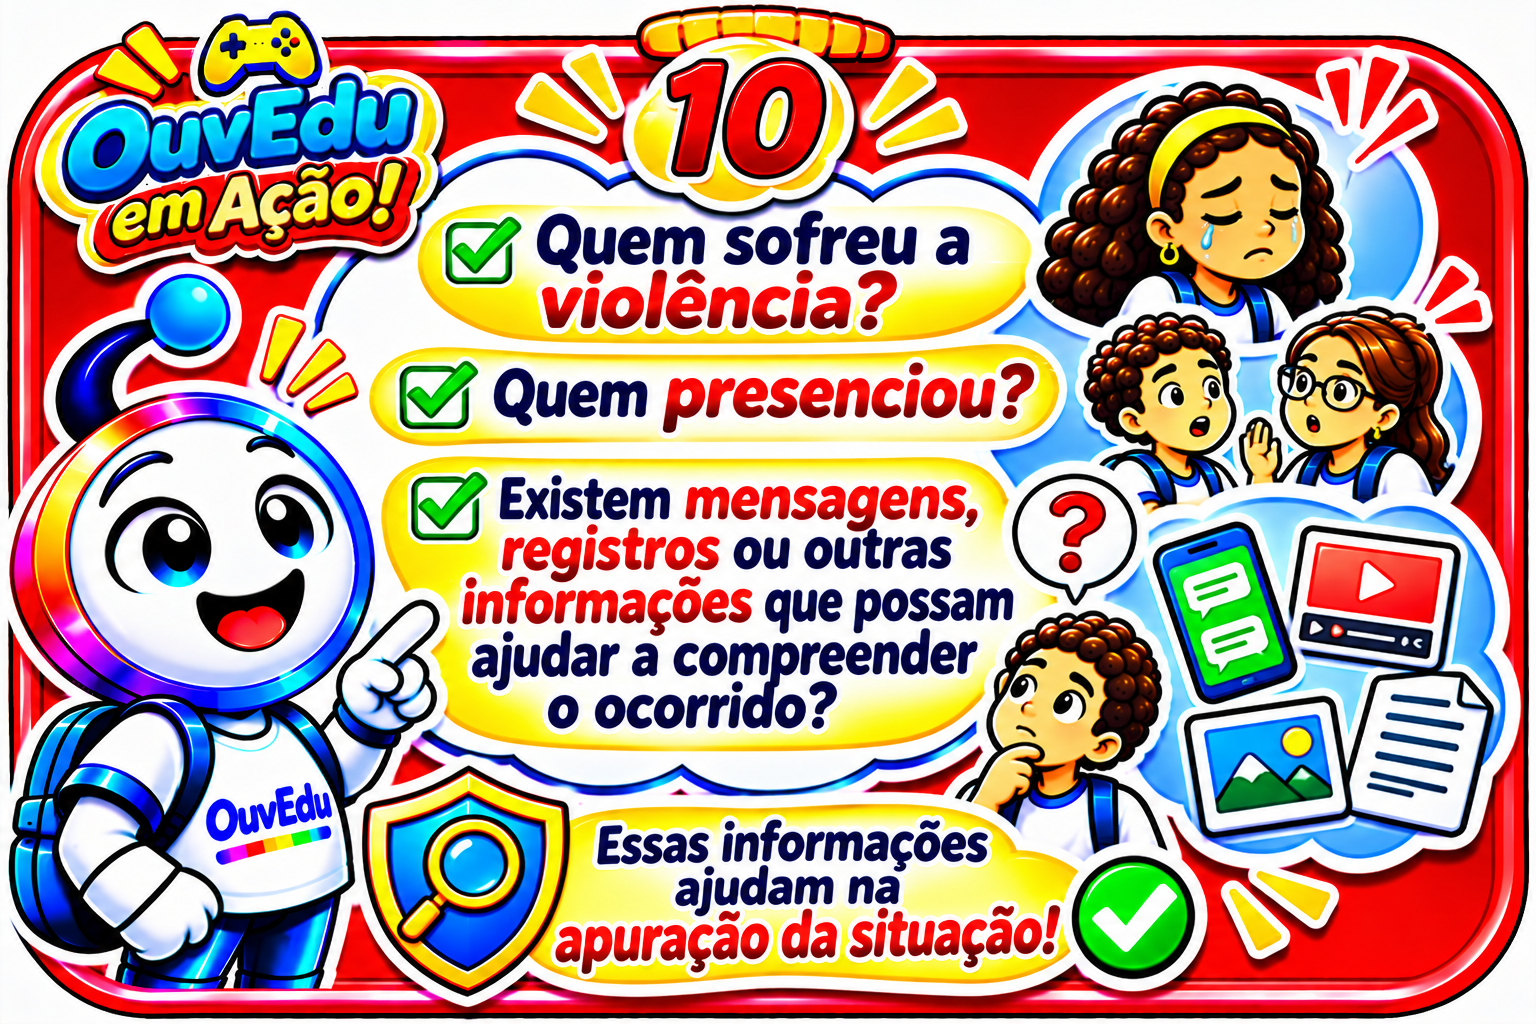 OuvEdu
em Ação!
10
Quem sofreu a
violência?
Quem presenciou?
Existem mensagens,
registros ou outras
informações que possam
ajudar a compreender
o ocorrido?
?
OuvEdu
Essas informações
ajudam na
apuração da situação!